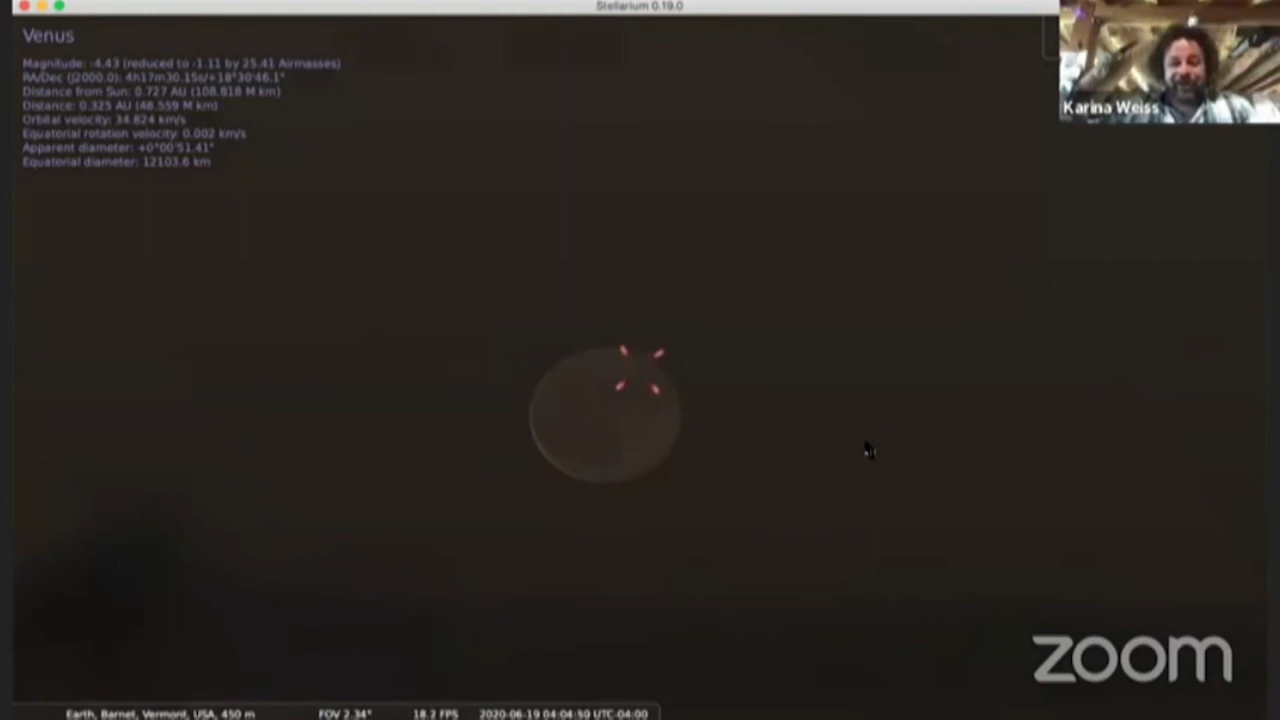 Stellarium 0.19.0
Venus
Magnitude: -4.43 (reduced to -1.11 by 25.41 Airmasses)
RA/Dec (J2000.0): 4h17m30.15s/+18°30'46.1"
Distance from Sun: 0.727 AU (108.818 M km)
Distance: 0.325 AU (48.559 M km)
Orbital velocity: 34.824 km/s
Equatorial rotation velocity: 0.002 km/s
Apparent diameter: +0°00'51.41"
Equatorial diameter: 12103.6 km
Karina Weiss
zoom
Earth, Barnet, Vermont, USA, 450 m FOV 2.34° 18.2 FPS 2020-06-19 04:04:50 UTC-04:00